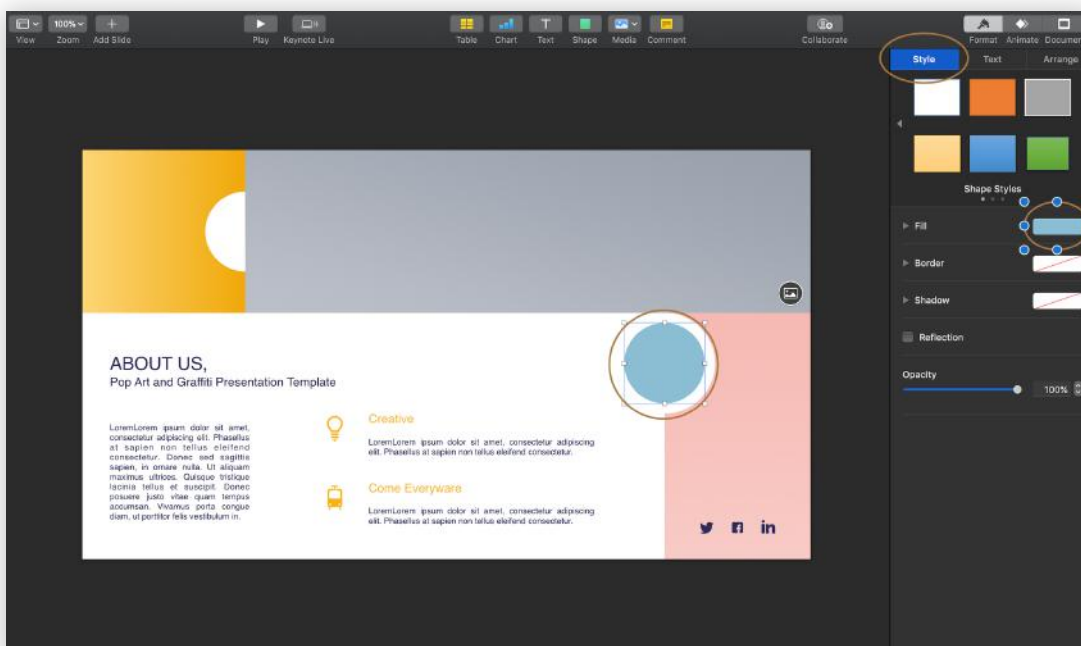 100%
View
Zoom
Add Slide
Play
Keynote Live
Table
Chart
Text
Shape
Media
Comment
Collaborate
Format
Animate
Documen
Style
Text
Arrange
Shape Styles
Fill
Border
Shadow
Reflection
Opacity
100%
ABOUT US,
Pop Art and Graffiti Presentation Template
LoremLorem ipsum dolor sit amet,
consectetur adipiscing elit. Phasellus
at sapien non tellus eleifend
consectetur. Donec sed sagittis
sapien, in ornare nulla. Ut aliquam
maximus ultrices. Quisque tristique
lacinia tellus et suscipit. Donec
posuere justo vitae quam tempus
accumsan. Vivamus porta congue
diam, ut porttitor felis vestibulum in.
Creative
LoremLorem ipsum dolor sit amet, consectetur adipiscing
elit. Phasellus at sapien non tellus eleifend consectetur.
Come Everyware
LoremLorem ipsum dolor sit amet, consectetur adipiscing
elit. Phasellus at sapien non tellus eleifend consectetur.